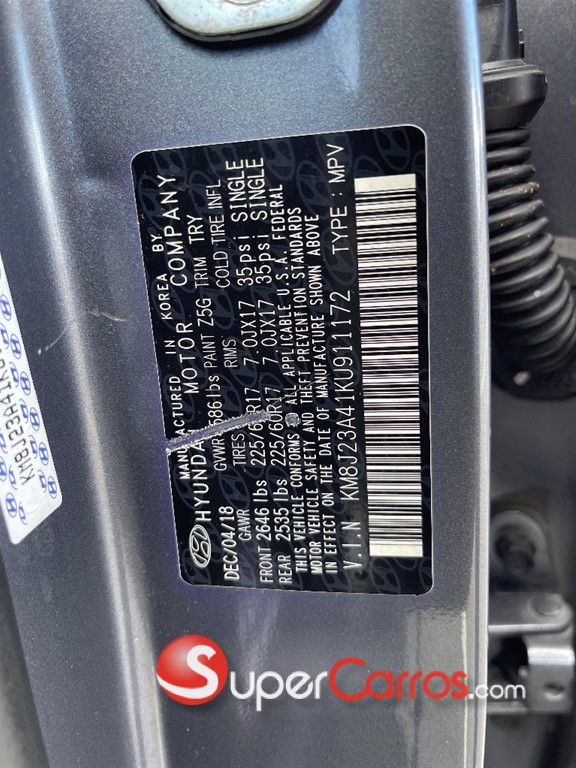 MANUFACTURED IN KOREA BY
HYUNDAI MOTOR COMPANY
DEC/04/18 GVWR 586lbs PAINT Z5G TRIM TRY
GAWR TIRES RIMS COLD TIRE INFL
FRONT 2646 lbs 225/60R17 7.0JX17 35psi SINGLE
REAR 2535 lbs 225/60R17 7.0JX17 35psi SINGLE
THIS VEHICLE CONFORMS TO ALL APPLICABLE U.S.A. FEDERAL
MOTOR VEHICLE SAFETY AND THEFT PREVENTION STANDARDS
IN EFFECT ON THE DATE OF MANUFACTURE SHOWN ABOVE
V.I.N KM8J23A41KU911172 TYPE : MPV
KM8J23A41KU
SuperCarros.com